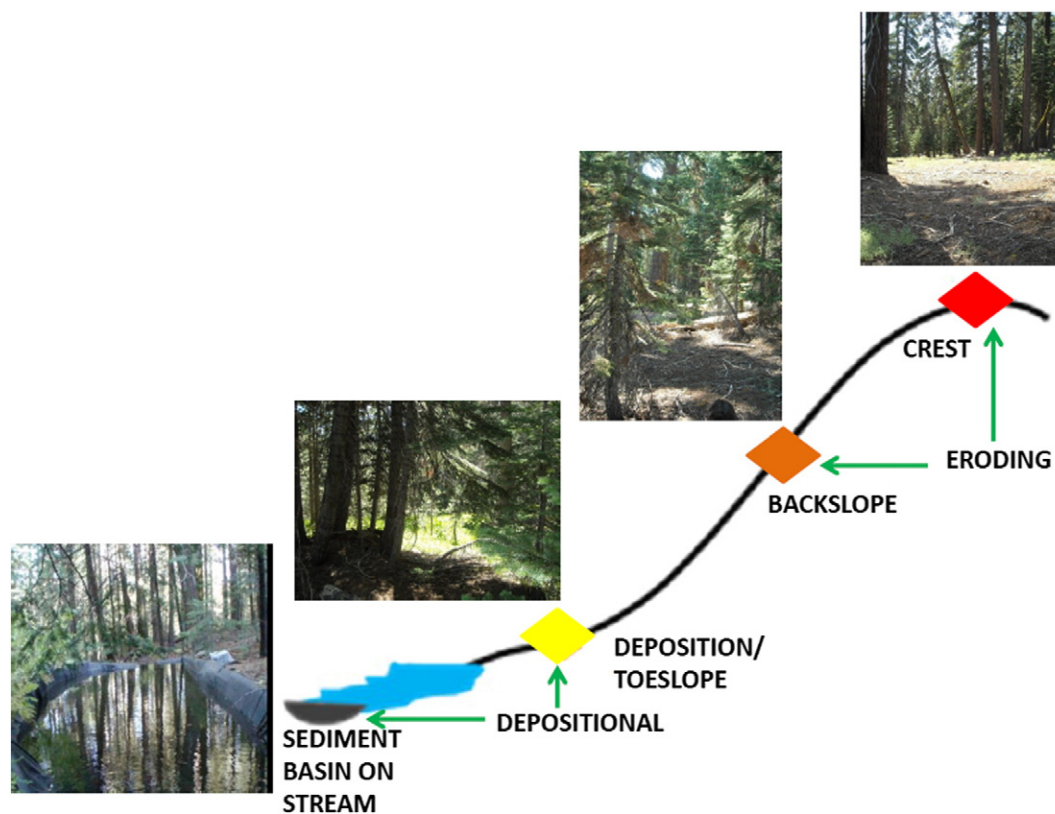 CREST
ERODING
BACKSLOPE
DEPOSITION/
TOESLOPE
DEPOSITIONAL
SEDIMENT
BASIN ON
STREAM